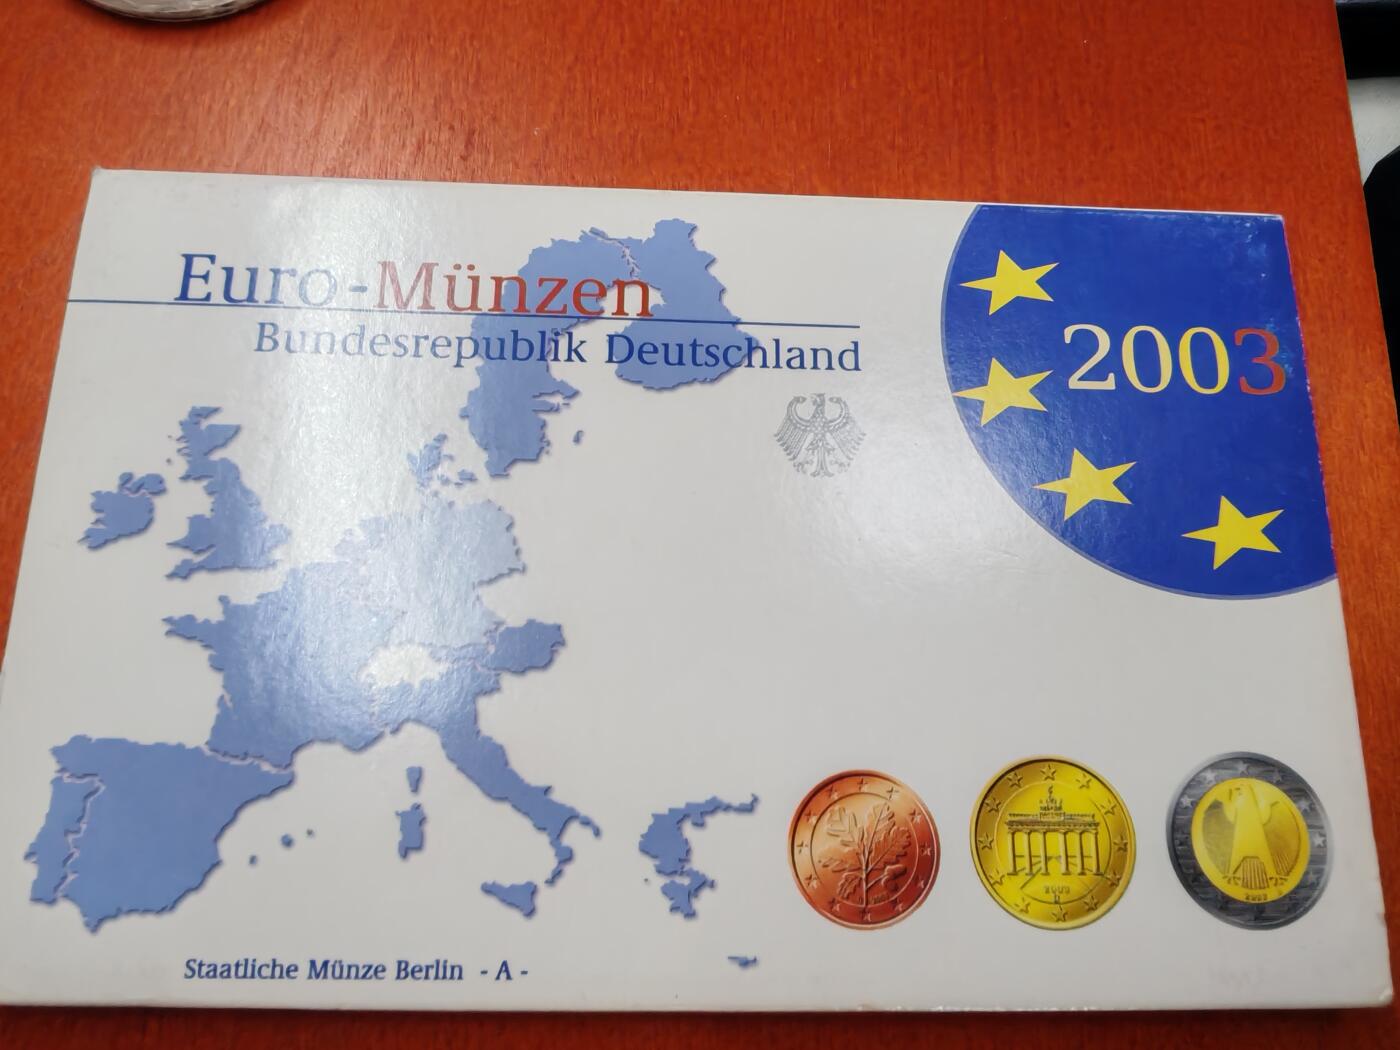 Euro-Münzen
Bundesrepublik Deutschland
2003
Staatliche Münze Berlin - A -